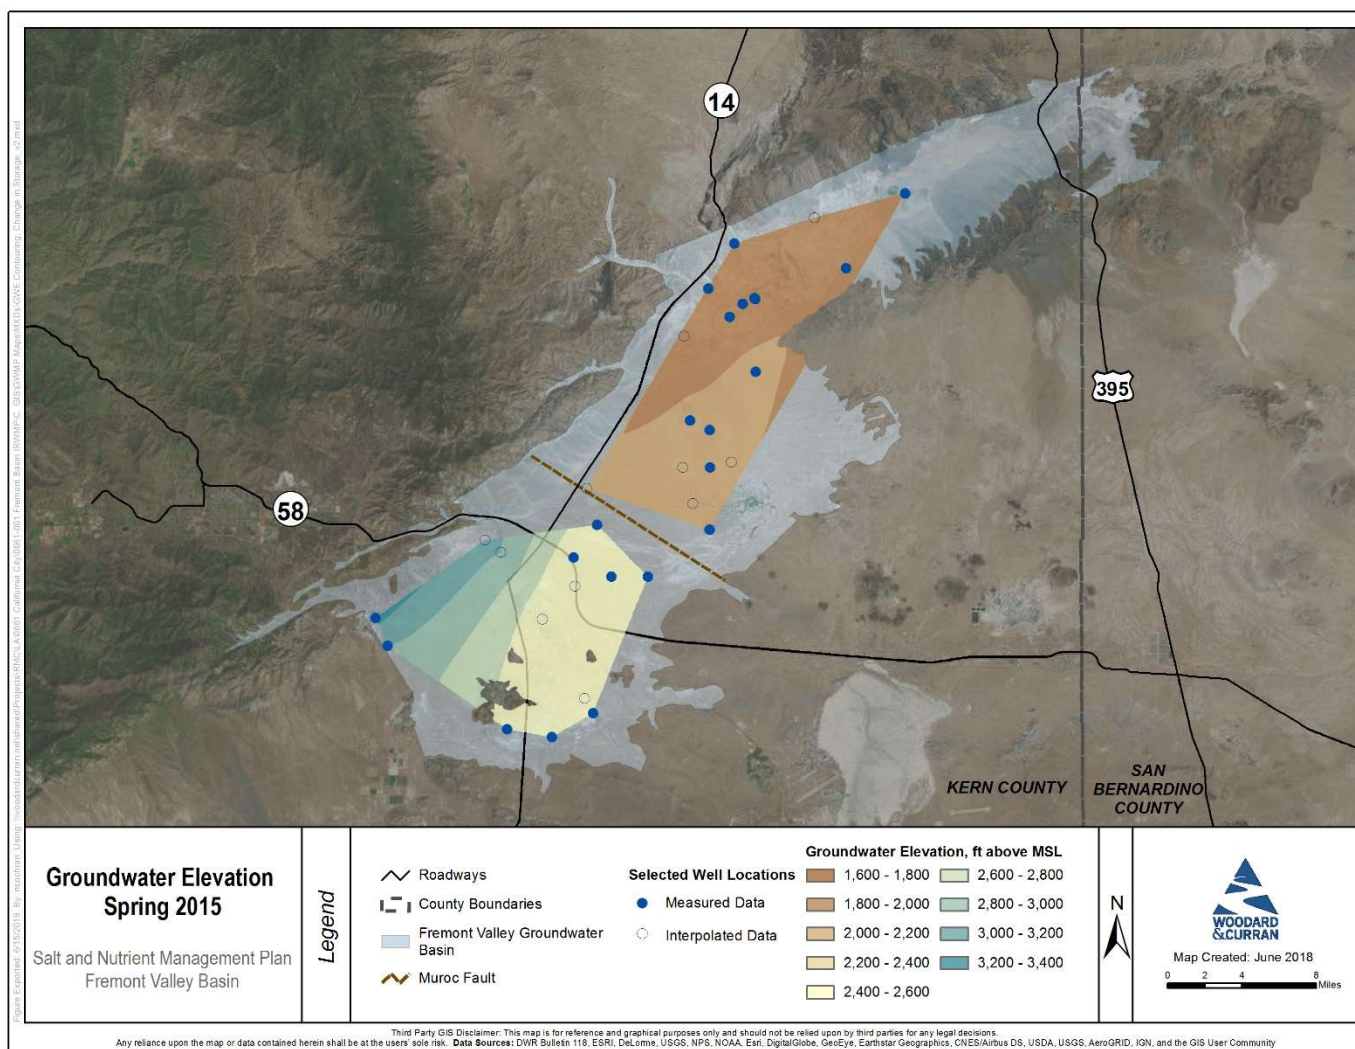 14
58
395
KERN COUNTY
SAN
BERNARDINO
COUNTY
Groundwater Elevation
Spring 2015
Salt and Nutrient Management Plan
Fremont Valley Basin
Legend
Roadways
County Boundaries
Fremont Valley Groundwater
Basin
Muroc Fault
Selected Well Locations
Measured Data
Interpolated Data
Groundwater Elevation, ft above MSL
1,600 - 1,800
1,800 - 2,000
2,000 - 2,200
2,200 - 2,400
2,400 - 2,600
2,600 - 2,800
2,800 - 3,000
3,000 - 3,200
3,200 - 3,400
N
WOODARD
&CURRAN
Map Created: June 2018
0 2 4 8
Miles
Third Party GIS Disclaimer: This map is for reference and graphical purposes only and should not be relied upon by third parties for any legal decisions.
Any reliance upon the map or data contained herein shall be at the users' sole risk. Data Sources: DWR Bulletin 118, ESRI, DeLorme, USGS, NPS, NOAA, Esri, DigitalGlobe, GeoEye, Earthstar Geographics, CNES/Airbus DS, USDA, USGS, AeroGRID, IGN, and the GIS User Community